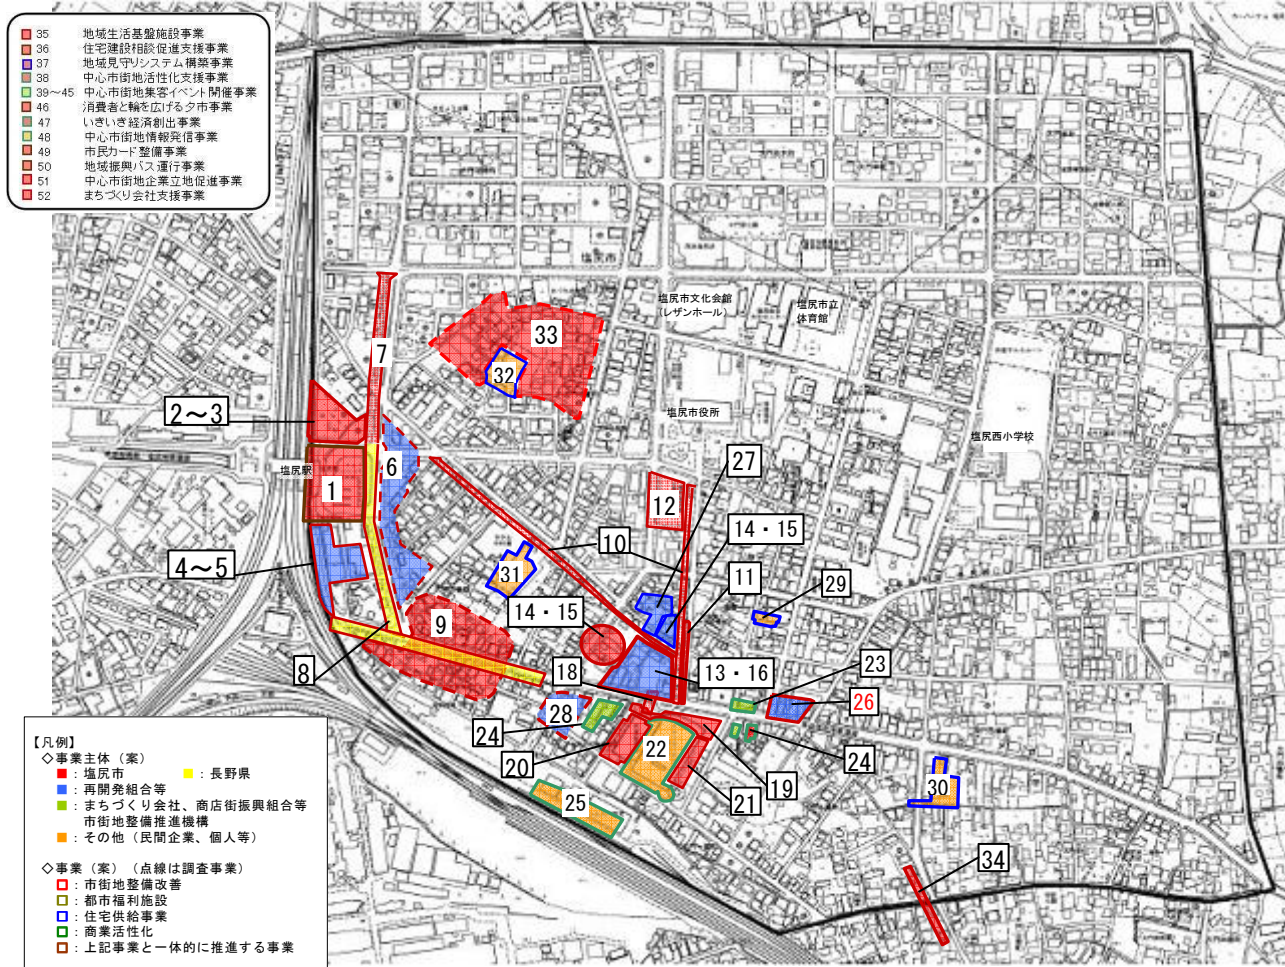 35 地域生活基盤施設事業
36 住宅建設相談促進支援事業
37 地域見守りシステム構築事業
38 中心市街地活性化支援事業
39～45 中心市街地集客イベント開催事業
46 消費者と輪を広げる夕市事業
47 いきいき経済創出事業
48 中心市街地情報発信事業
49 市民カード整備事業
50 地域振興バス運行事業
51 中心市街地企業立地促進事業
52 まちづくり会社支援事業
塩尻市
塩尻市文化会館
（レザンホール）
塩尻市立
体育館
33
7
32
2～3
塩尻市役所
塩尻西小学校
塩尻駅
6
27
1
12
14・15
10
31
11
4～5
29
14・15
9
8
18
13・16
23
26
28
24
22
20
24
19
21
25
30
34
【凡例】
◇事業主体（案）
：塩尻市 ：長野県
：再開発組合等
：まちづくり会社、商店街振興組合等
市街地整備推進機構
：その他（民間企業、個人等）
◇事業（案）（点線は調査事業）
：市街地整備改善
：都市福利施設
：住宅供給事業
：商業活性化
：上記事業と一体的に推進する事業